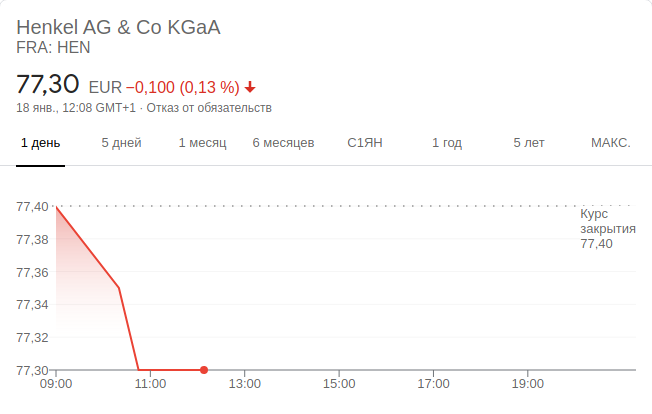 Henkel AG & Co KGaA
FRA: HEN
77,30 EUR −0,100 (0,13 %)
18 янв., 12:08 GMT+1 · Отказ от обязательств
1 день 5 дней 1 месяц 6 месяцев С1ЯН 1 год 5 лет МАКС.
77,40
Курс
закрытия
77,40
77,38
77,36
77,34
77,32
77,30
09:00 11:00 13:00 15:00 17:00 19:00